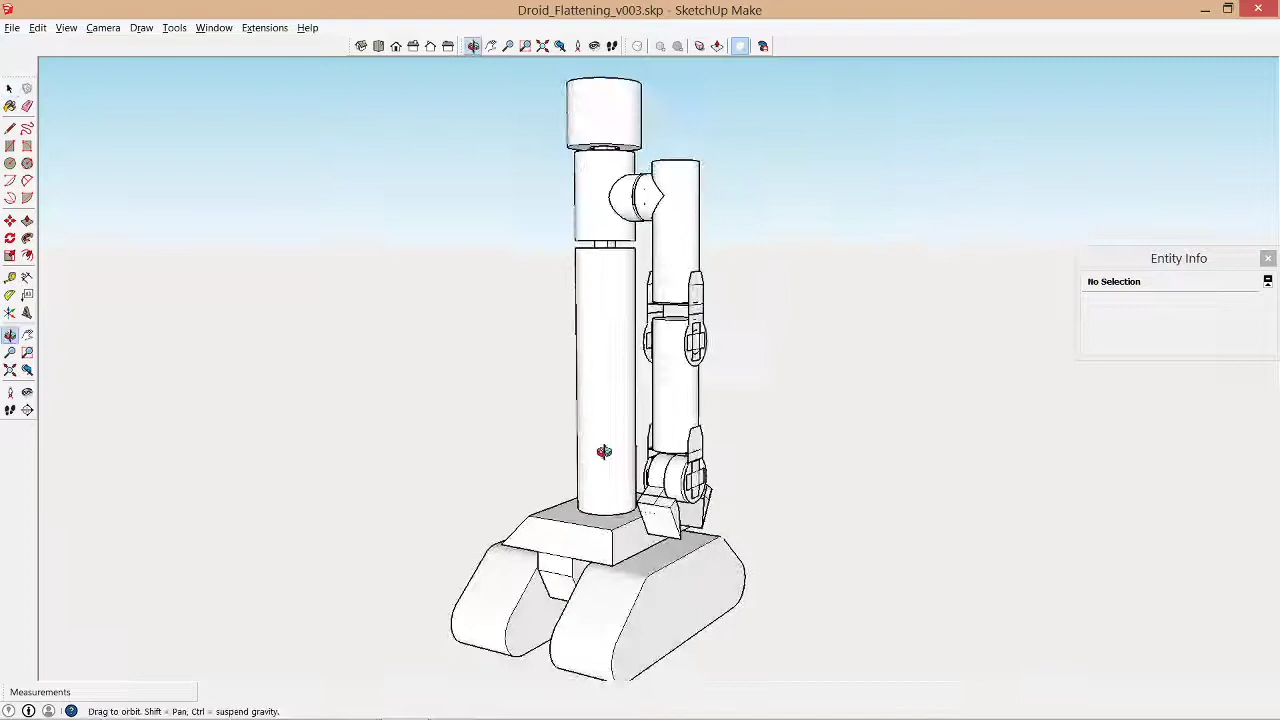 Droid_Flattening_v003.skp - SketchUp Make
File Edit View Camera Draw Tools Window Extensions Help
Entity Info
No Selection
Measurements
Drag to orbit. Shift = Pan, Ctrl = suspend gravity.